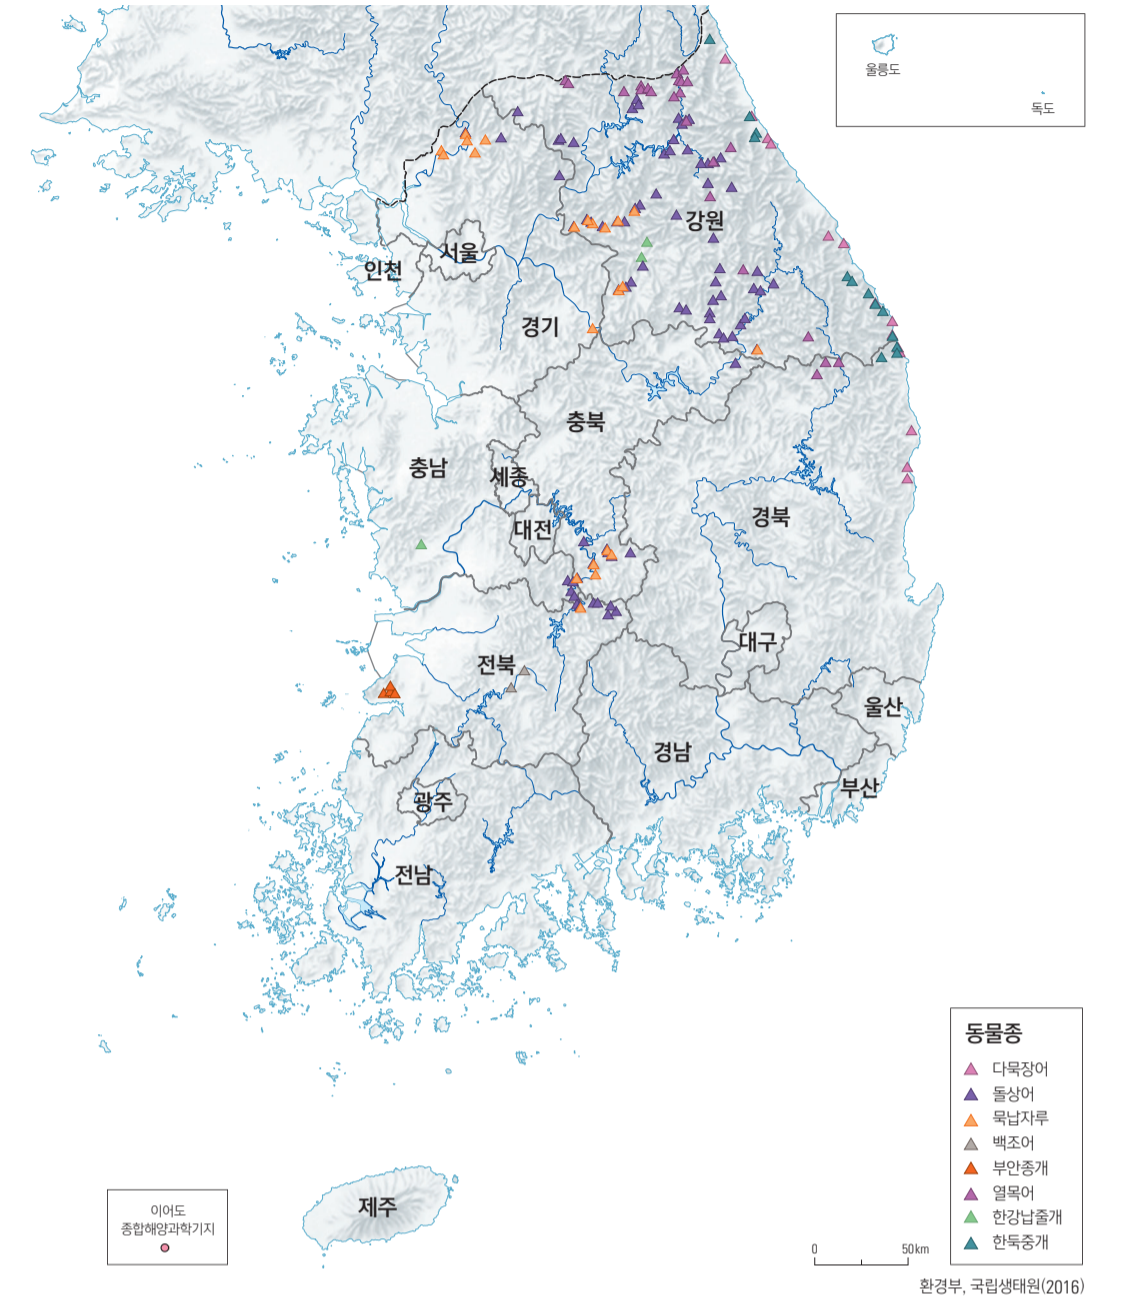 울릉도
독도
강원
서울
인천
경기
충북
충남
세종
경북
대전
대구
전북
울산
경남
부산
광주
전남
제주
이어도
종합해양과학기지
동물종
다묵장어
돌상어
묵납자루
백조어
부안종개
열목어
한강납줄개
한둑중개
0 50km
환경부, 국립생태원(2016)